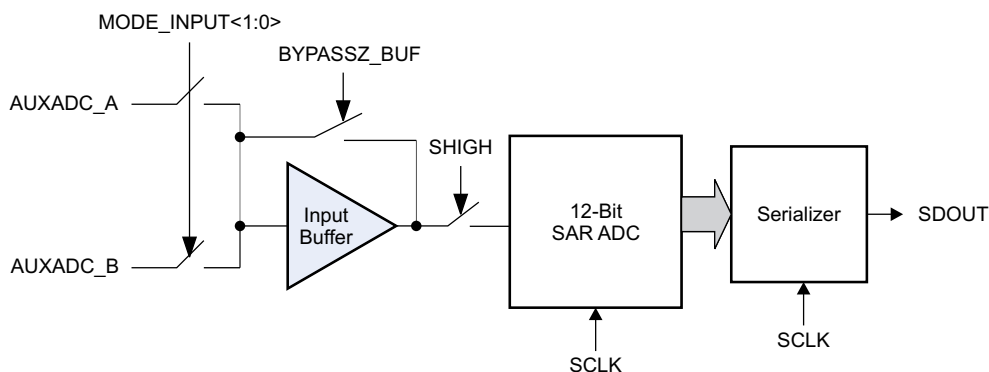 MODE_INPUT<1:0>
BYPASSZ_BUF
AUXADC_A
SHIGH
Input
Buffer
12-Bit
SAR ADC
Serializer
SDOUT
AUXADC_B
SCLK
SCLK